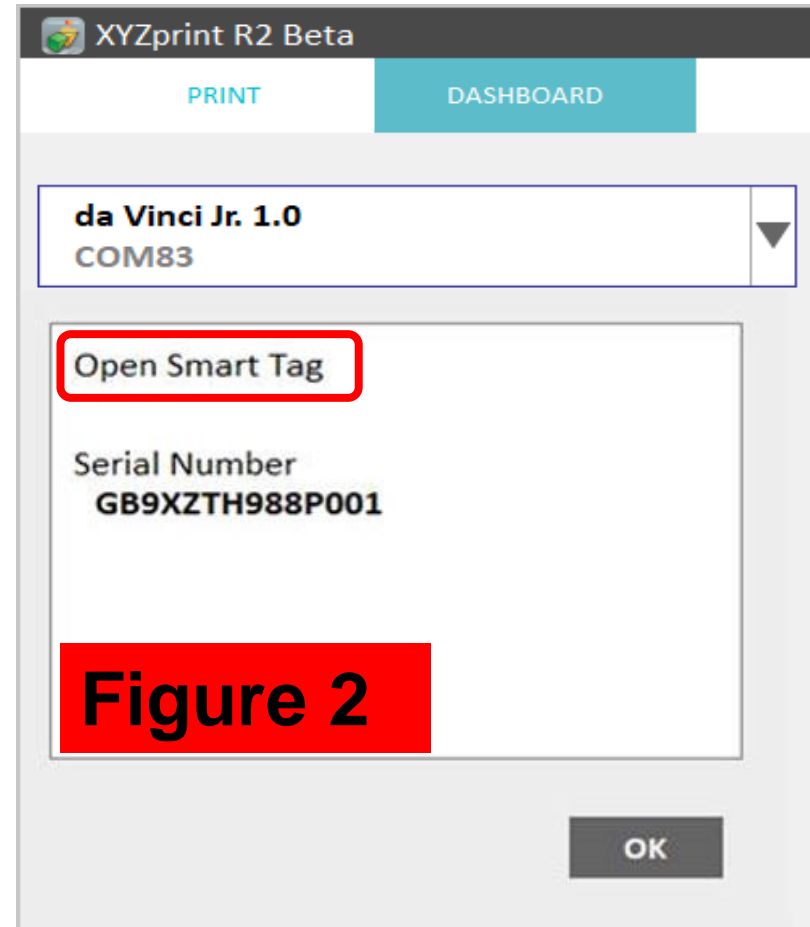 XYZprint R2 Beta
PRINT DASHBOARD
da Vinci Jr. 1.0
COM83
Open Smart Tag
Serial Number
GB9XZTH988P001
Figure 2
OK